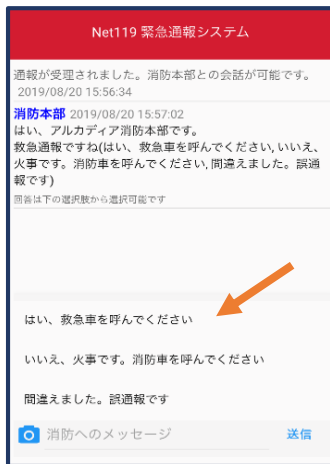 Net119 緊急通報システム
通報が受理されました。消防本部との会話が可能です。
2019/08/20 15:56:34
消防本部 2019/08/20 15:57:02
はい、アルカディア消防本部です。
救急通報ですね(はい、救急車を呼んでください, いいえ、
火事です。消防車を呼んでください, 間違えました。誤通
報です)
回答は下の選択肢から選択可能です
はい、救急車を呼んでください
いいえ、火事です。消防車を呼んでください
間違えました。誤通報です
消防へのメッセージ 送信